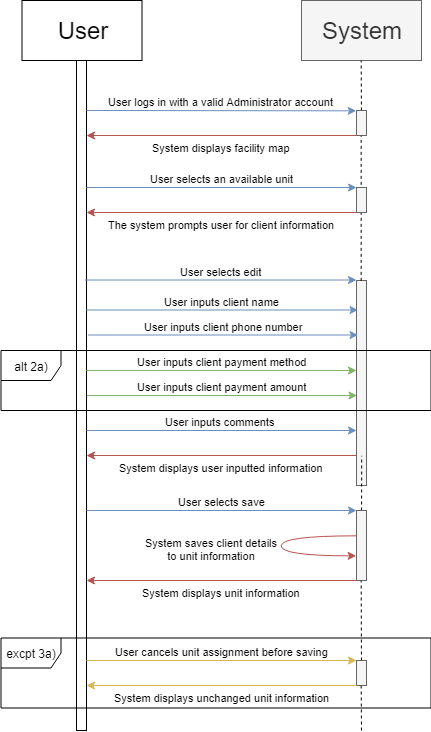 User
System
User logs in with a valid Administrator account
System displays facility map
User selects an available unit
The system prompts user for client information
User selects edit
User inputs client name
User inputs client phone number
alt 2a)
User inputs client payment method
User inputs client payment amount
User inputs comments
System displays user inputted information
User selects save
System saves client details
to unit information
System displays unit information
excpt 3a)
User cancels unit assignment before saving
System displays unchanged unit information